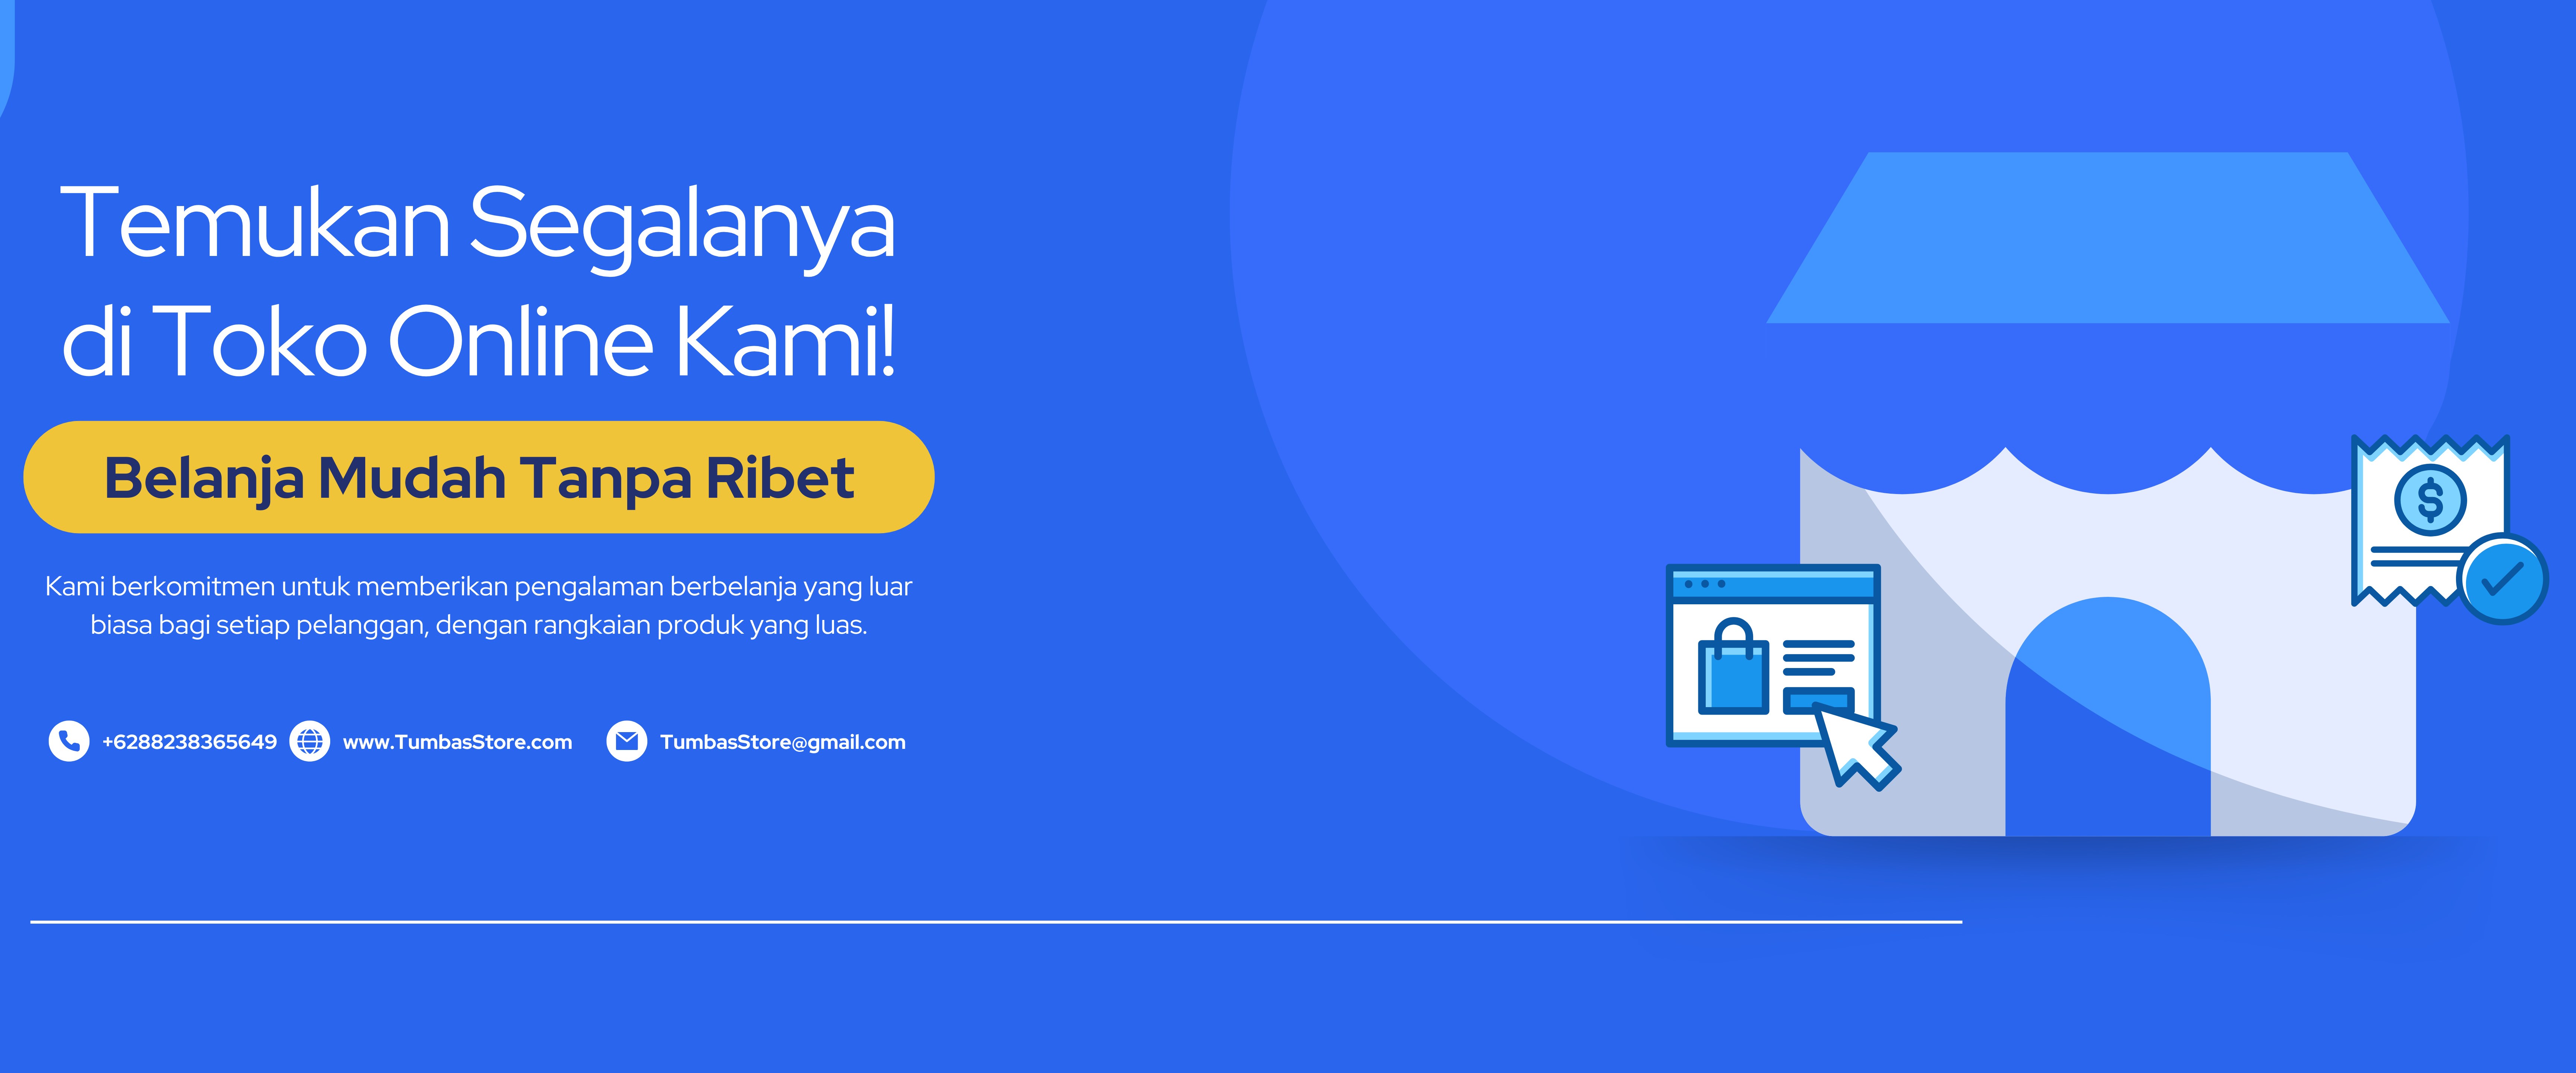 Temukan Segalanya
di Toko Online Kami!
Belanja Mudah Tanpa Ribet
Kami berkomitmen untuk memberikan pengalaman berbelanja yang luar
biasa bagi setiap pelanggan, dengan rangkaian produk yang luas.
+6288238365649 www.TumbasStore.com TumbasStore@gmail.com
$